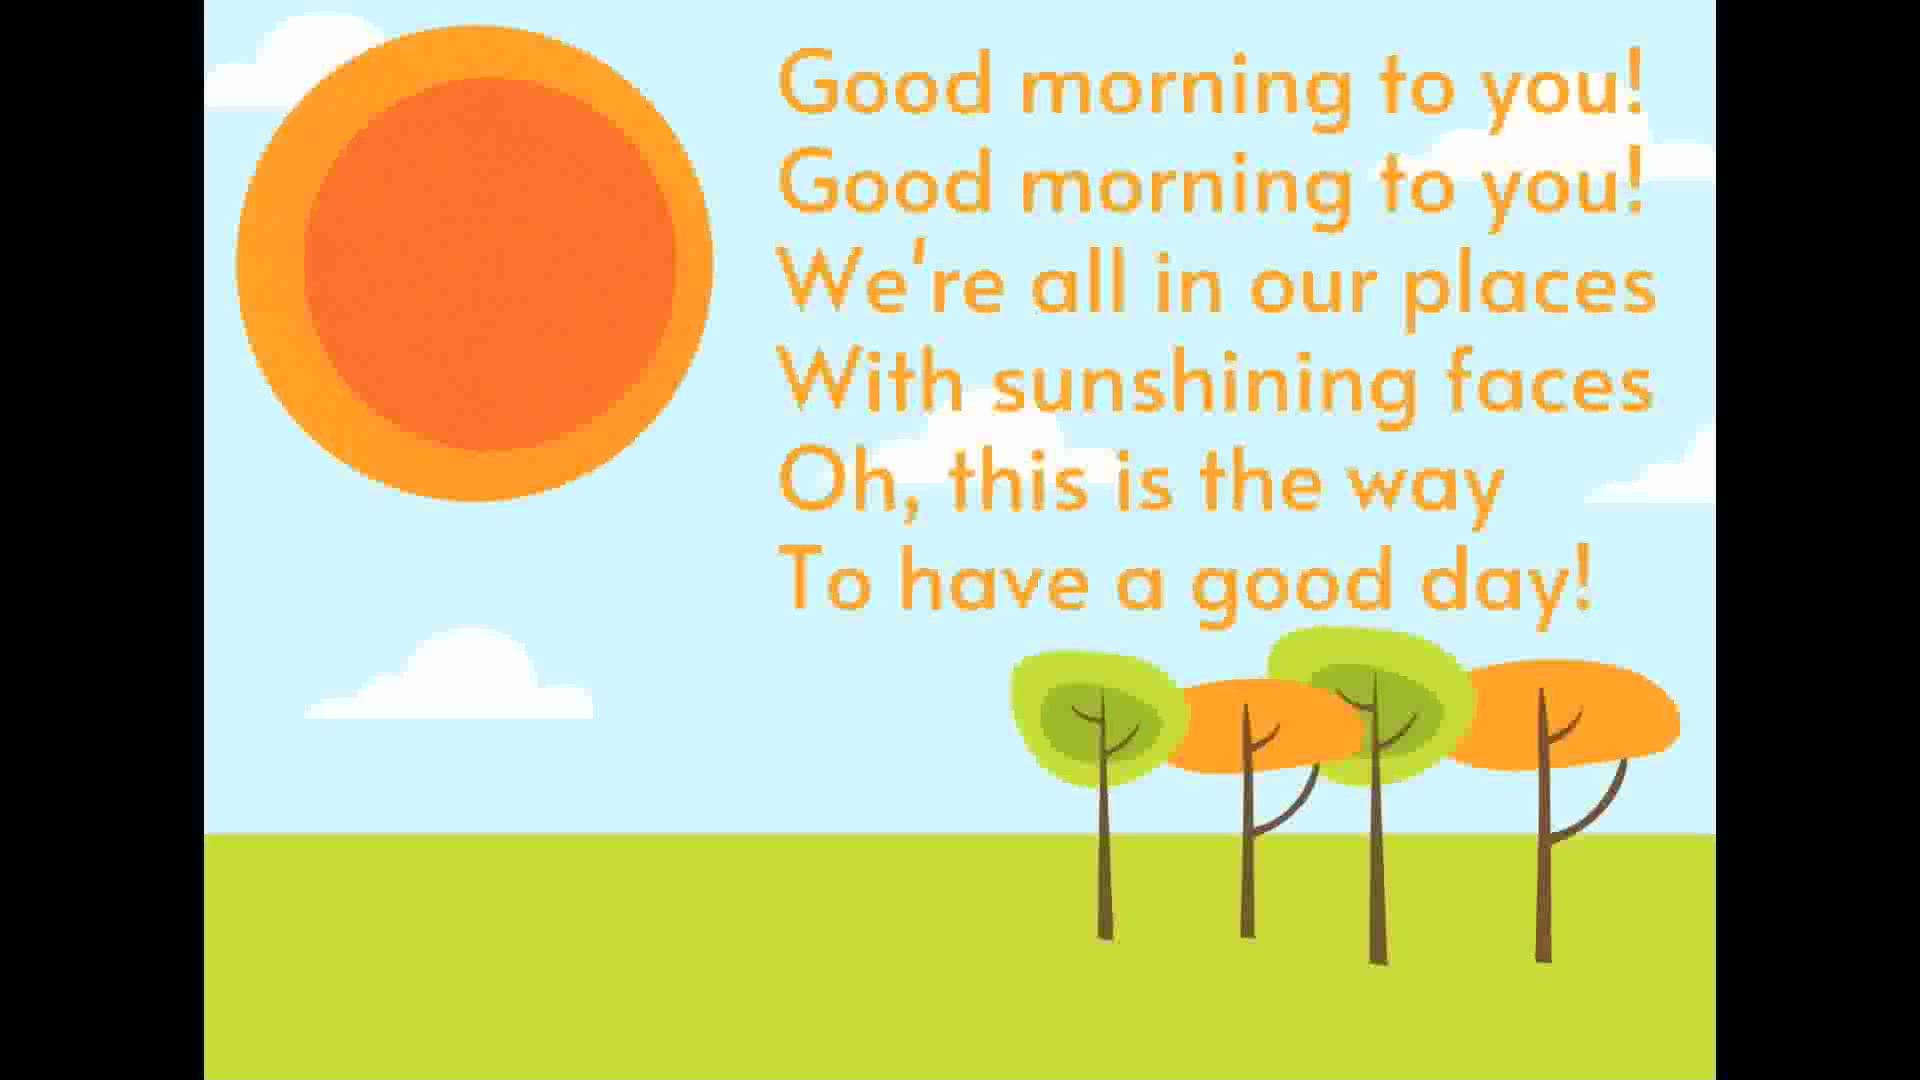 Good morning to you!
Good morning to you!
We're all in our places
With sunshining faces
Oh, this is the way
To have a good day!